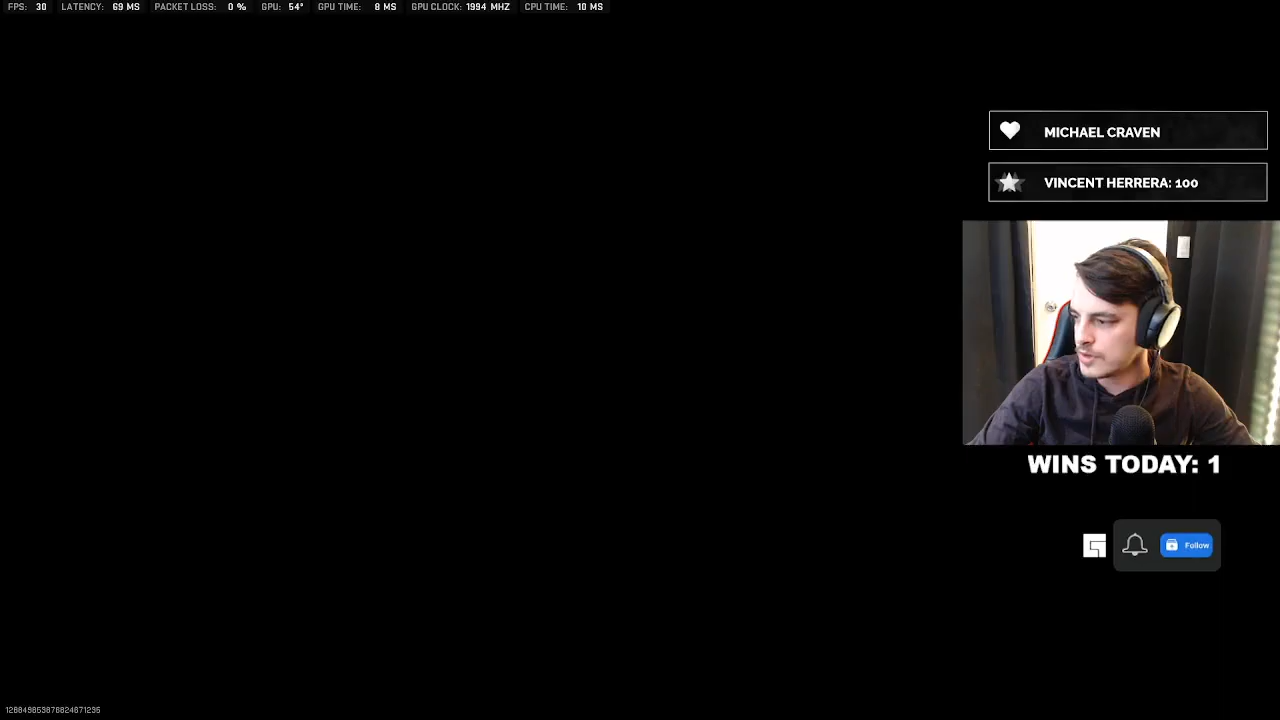 FPS: 30 LATENCY: 69 MS PACKET LOSS: 0 % GPU: 54° GPU TIME: 8 MS GPU CLOCK: 1994 MHZ CPU TIME: 10 MS
MICHAEL CRAVEN
VINCENT HERRERA: 100
WINS TODAY: 1
Follow